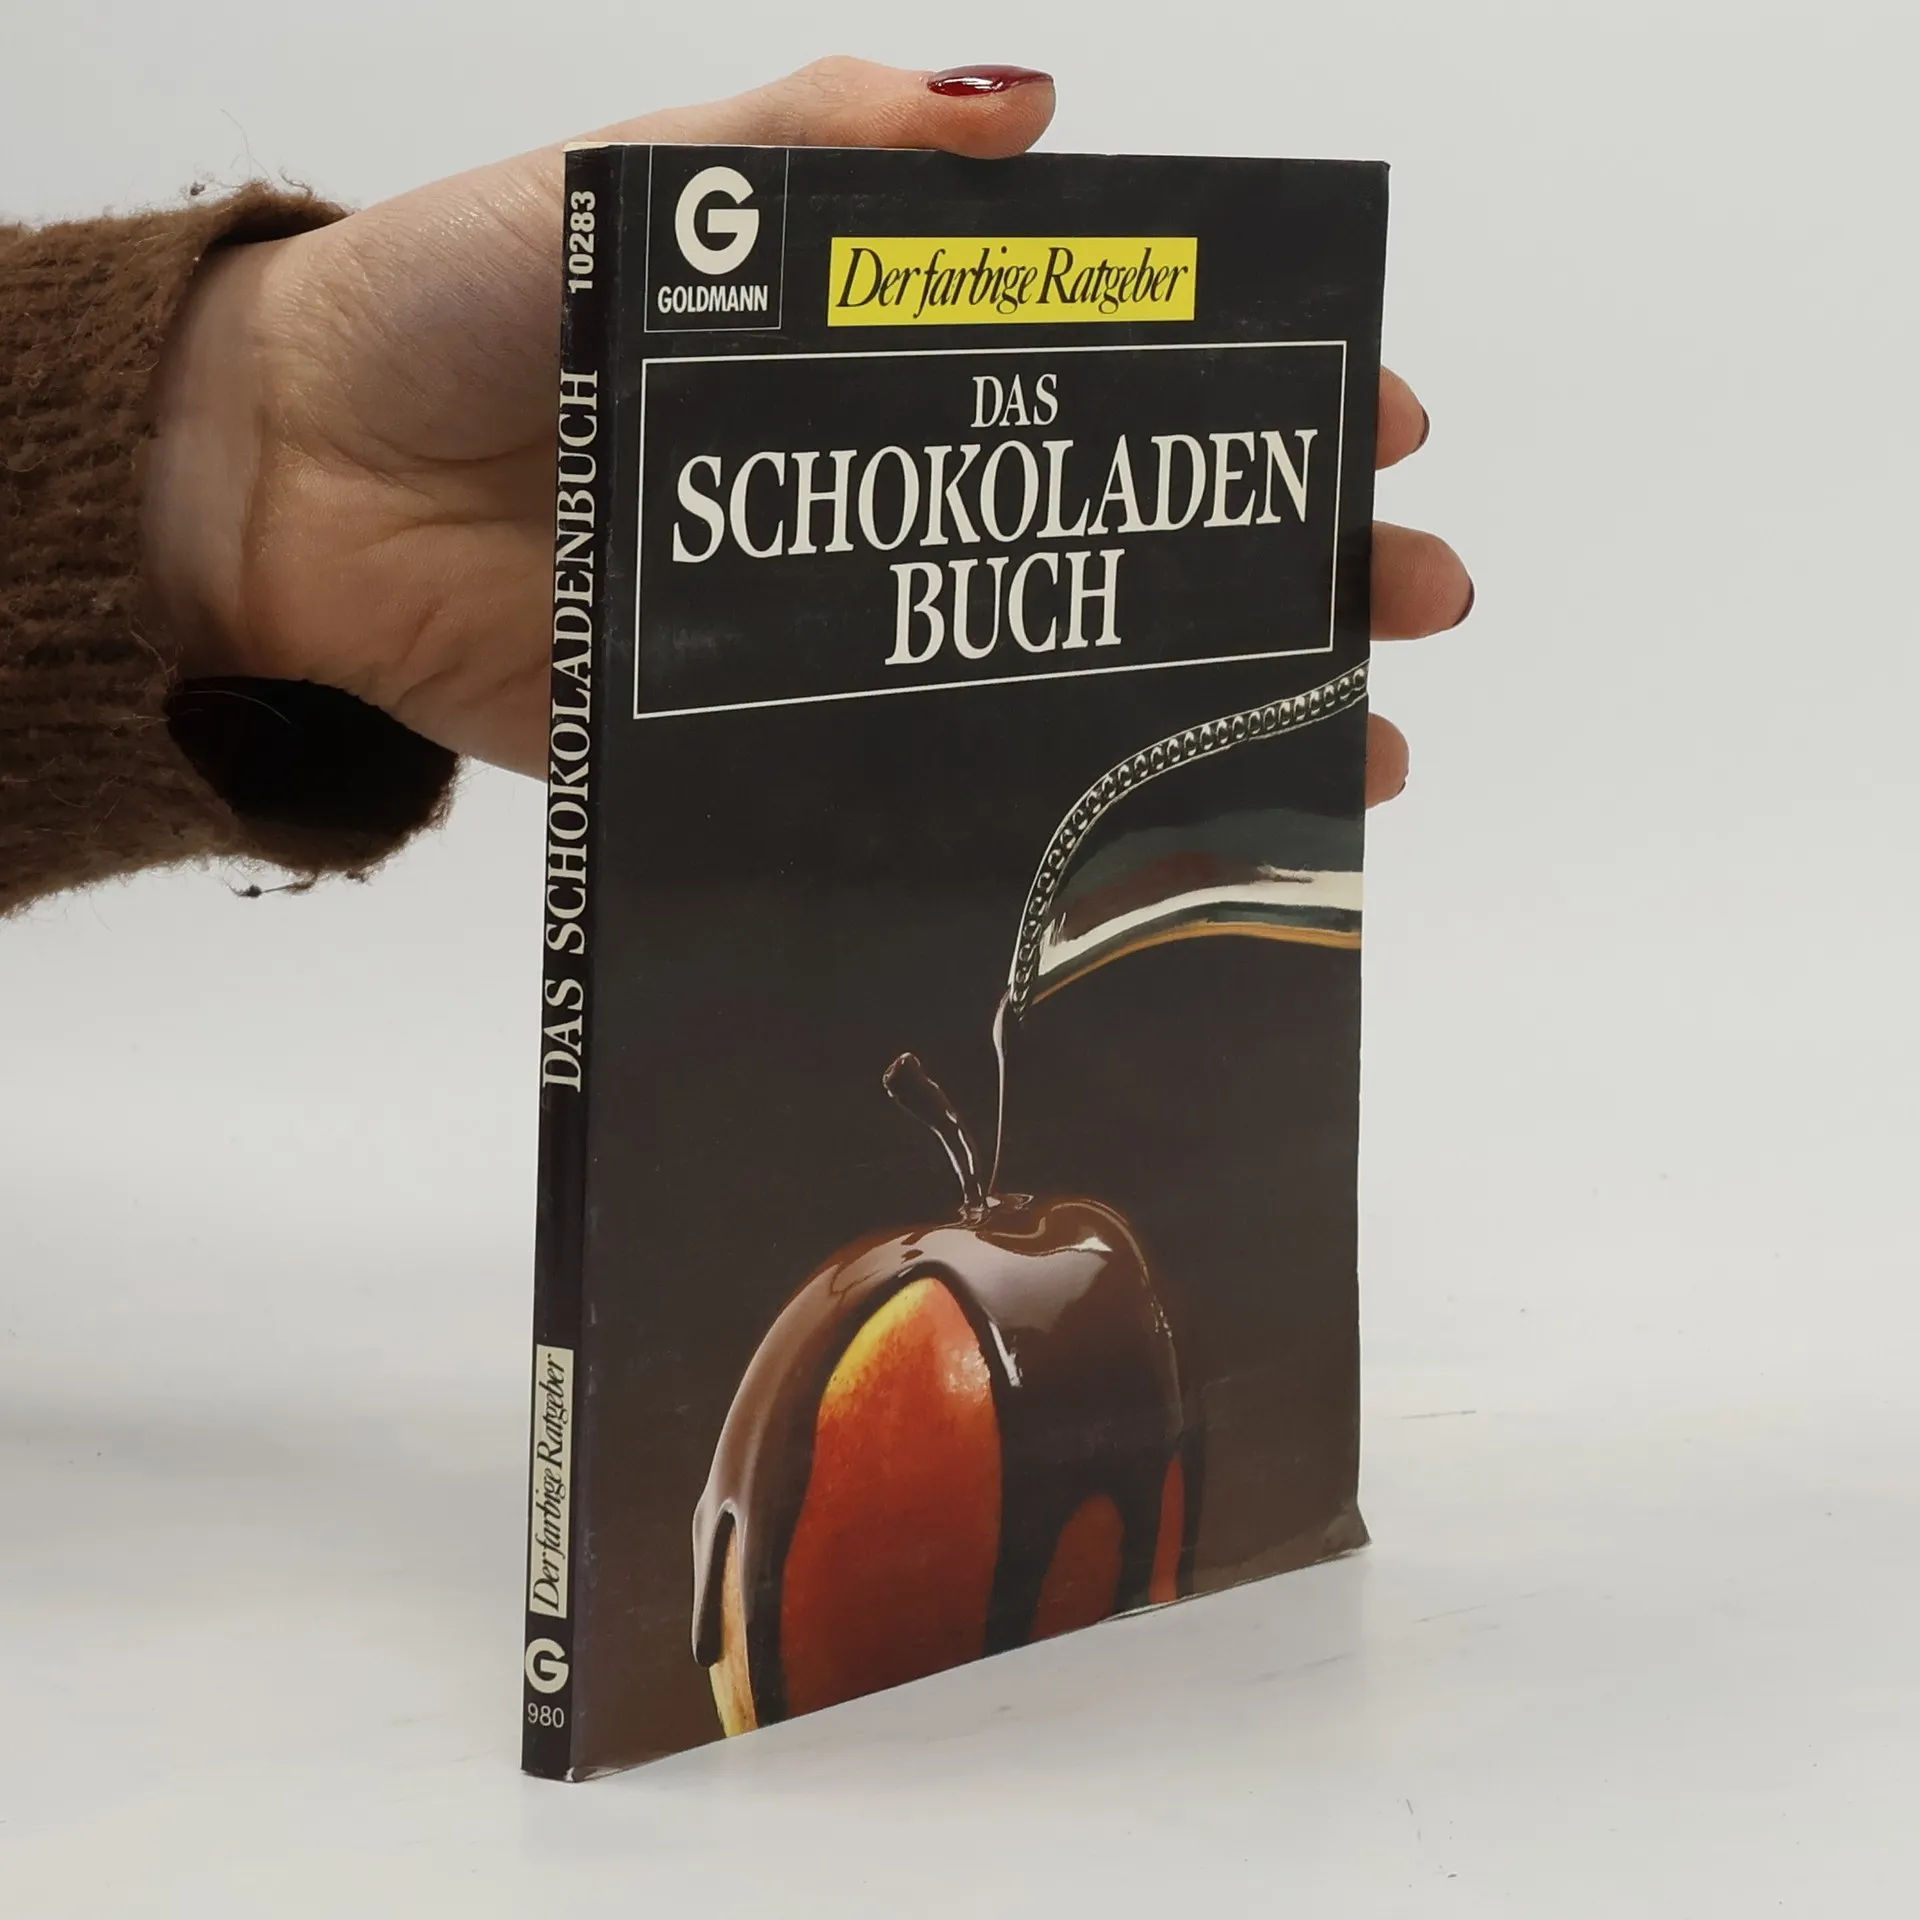 G
GOLDMANN
Der farbige Ratgeber
DAS
SCHOKOLADEN
BUCH
10283
DAS SCHOKOLADENBUCH
Der farbige Ratgeber
G
980